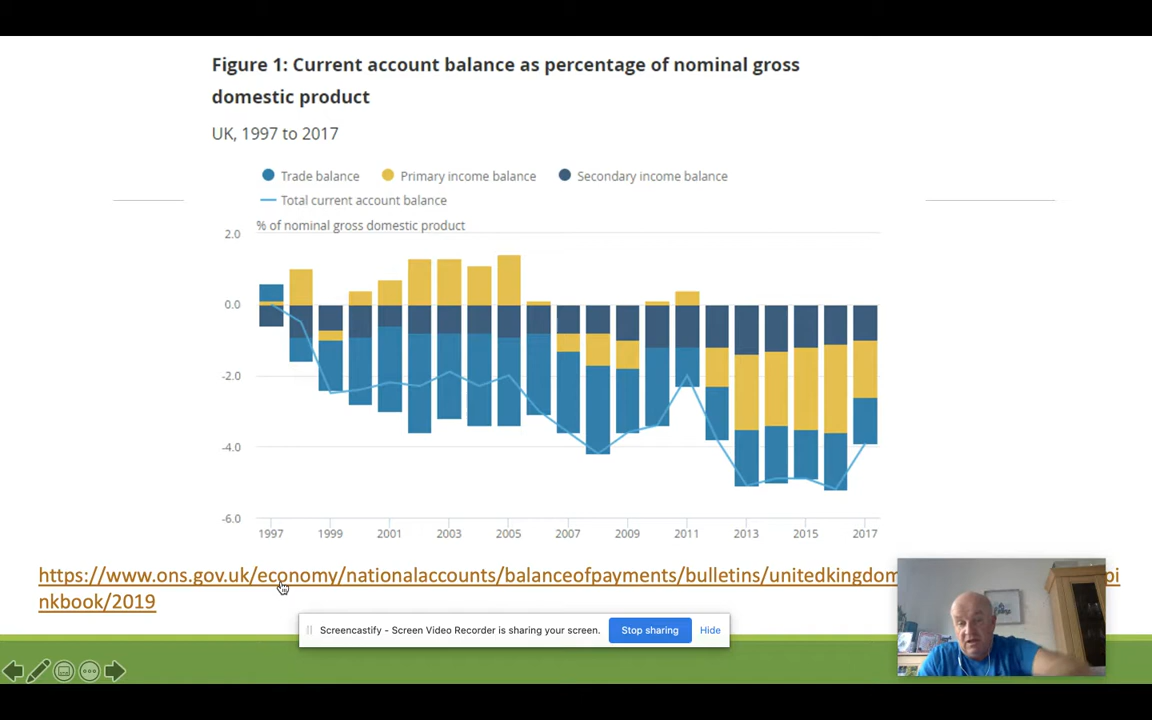 Figure 1: Current account balance as percentage of nominal gross
domestic product
UK, 1997 to 2017
Trade balance Primary income balance Secondary income balance
Total current account balance
% of nominal gross domestic product
2.0
0.0
-2.0
-4.0
-6.0
1997 1999 2001 2003 2005 2007 2009 2011 2013 2015 2017
https://www.ons.gov.uk/economy/nationalaccounts/balanceofpayments/bulletins/unitedkingdom pi
nkbook/2019
Screencastify - Screen Video Recorder is sharing your screen. Stop sharing Hide